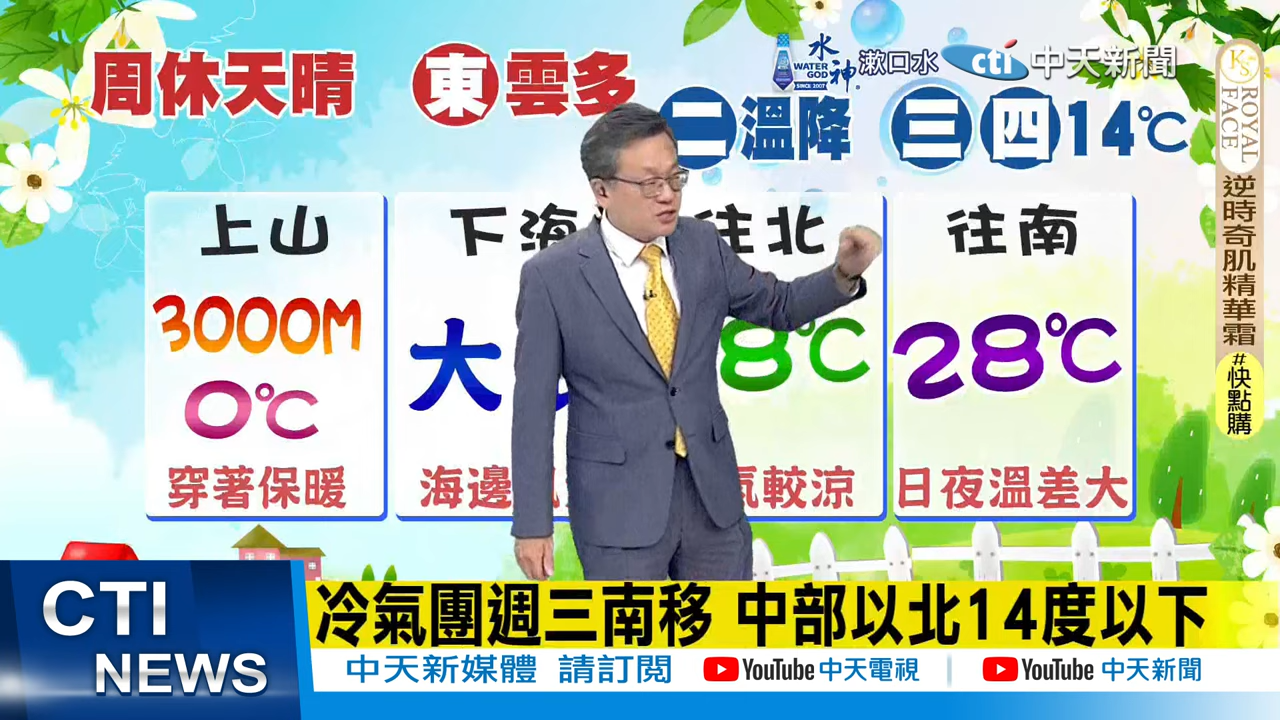 周休天晴 東雲多
二溫降 三四14℃
水神
WATER GOD
SINCE 2007
漱口水
cti 中天新聞
KS ROYAL FACE
逆時奇肌精華霜
#快點購
上山
3000M
0℃
穿著保暖
下海
大
海邊
往北
8℃
氣較涼
往南
28℃
日夜溫差大
冷氣團週三南移 中部以北14度以下
CTI NEWS
中天新媒體 請訂閱 YouTube 中天電視 YouTube 中天新聞